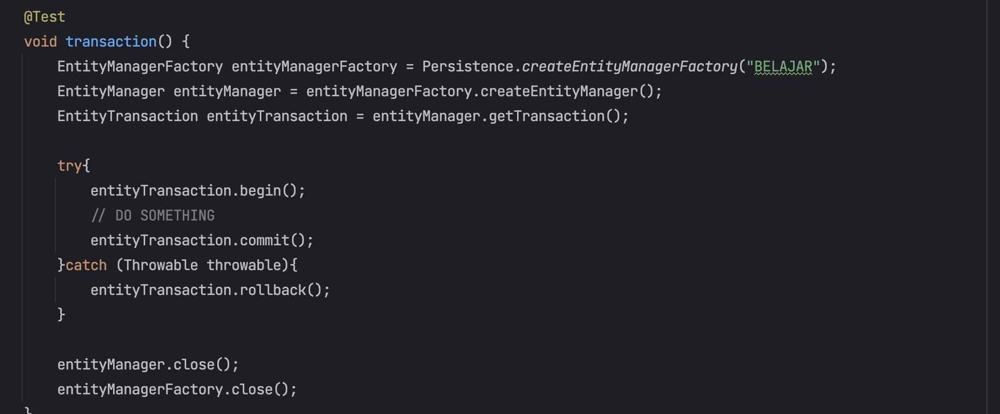 @Test
void transaction() {
EntityManagerFactory entityManagerFactory = Persistence.createEntityManagerFactory("BELAJAR");
EntityManager entityManager = entityManagerFactory.createEntityManager();
EntityTransaction entityTransaction = entityManager.getTransaction();
try{
entityTransaction.begin();
// DO SOMETHING
entityTransaction.commit();
}catch (Throwable throwable){
entityTransaction.rollback();
}
entityManager.close();
entityManagerFactory.close();
}